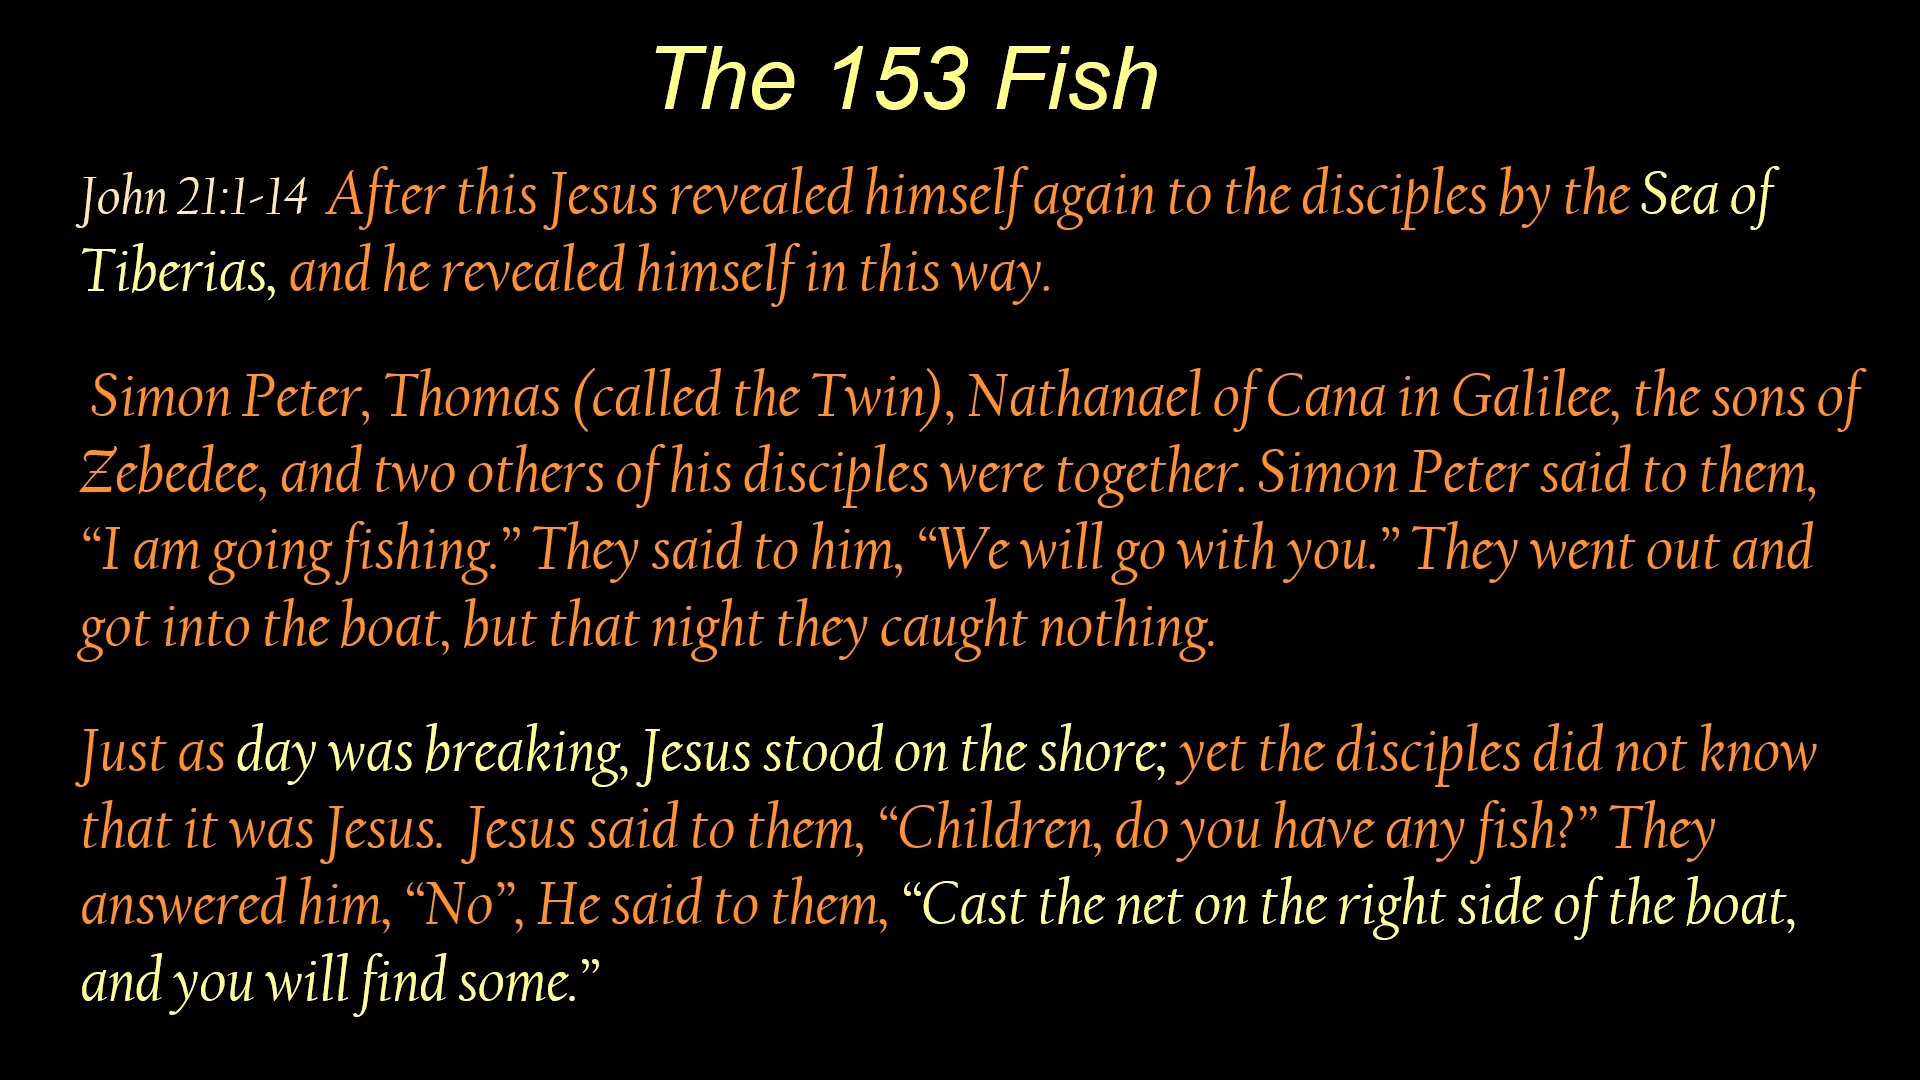 The 153 Fish
John 21:1-14 After this Jesus revealed himself again to the disciples by the Sea of
Tiberias, and he revealed himself in this way.
Simon Peter, Thomas (called the Twin), Nathanael of Cana in Galilee, the sons of
Zebedee, and two others of his disciples were together. Simon Peter said to them,
“I am going fishing.” They said to him, “We will go with you.” They went out and
got into the boat, but that night they caught nothing.
Just as day was breaking, Jesus stood on the shore; yet the disciples did not know
that it was Jesus. Jesus said to them, “Children, do you have any fish?” They
answered him, “No”, He said to them, “Cast the net on the right side of the boat,
and you will find some.”